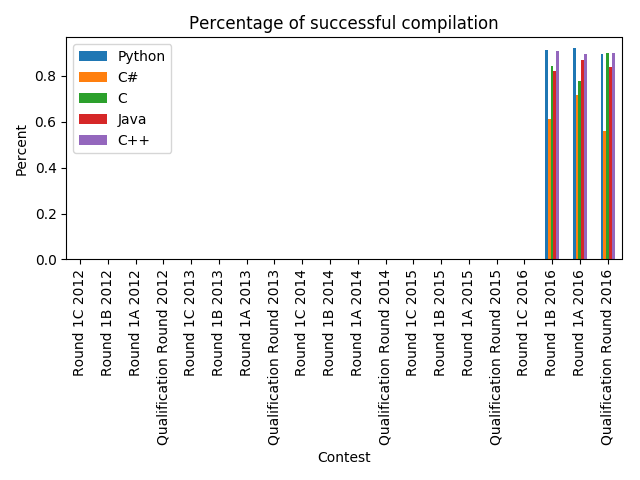 Percentage of successful compilation
Python
C#
C
Java
C++
Percent
0.8
0.6
0.4
0.2
0.0
Round 1C 2012
Round 1B 2012
Round 1A 2012
Qualification Round 2012
Round 1C 2013
Round 1B 2013
Round 1A 2013
Qualification Round 2013
Round 1C 2014
Round 1B 2014
Round 1A 2014
Qualification Round 2014
Round 1C 2015
Round 1B 2015
Round 1A 2015
Qualification Round 2015
Round 1C 2016
Round 1B 2016
Round 1A 2016
Qualification Round 2016
Contest